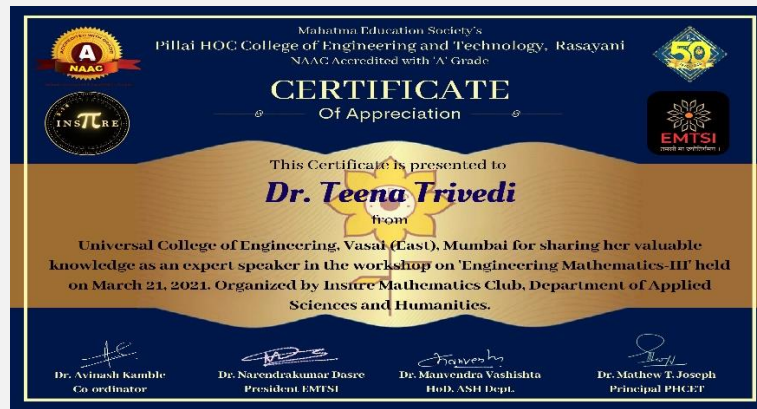 Mahatma Education Society's
Pillai HOC College of Engineering and Technology, Rasayani
NAAC Accredited with 'A' Grade
A
NAAC
50
CERTIFICATE
Of Appreciation
INSπRE
EMTSI
This Certificate is presented to
Dr. Teena Trivedi
from
Universal College of Engineering, Vasai (East), Mumbai for sharing her valuable
knowledge as an expert speaker in the workshop on 'Engineering Mathematics-III' held
on March 21, 2021. Organized by Insπre Mathematics Club, Department of Applied
Sciences and Humanities.
Dr. Avinash Kamble
Co ordinator
Dr. Narendrakumar Dasre
President EMTSI
Dr. Manvendra Vashishta
HoD. ASH Dept.
Dr. Mathew T. Joseph
Principal PHCET